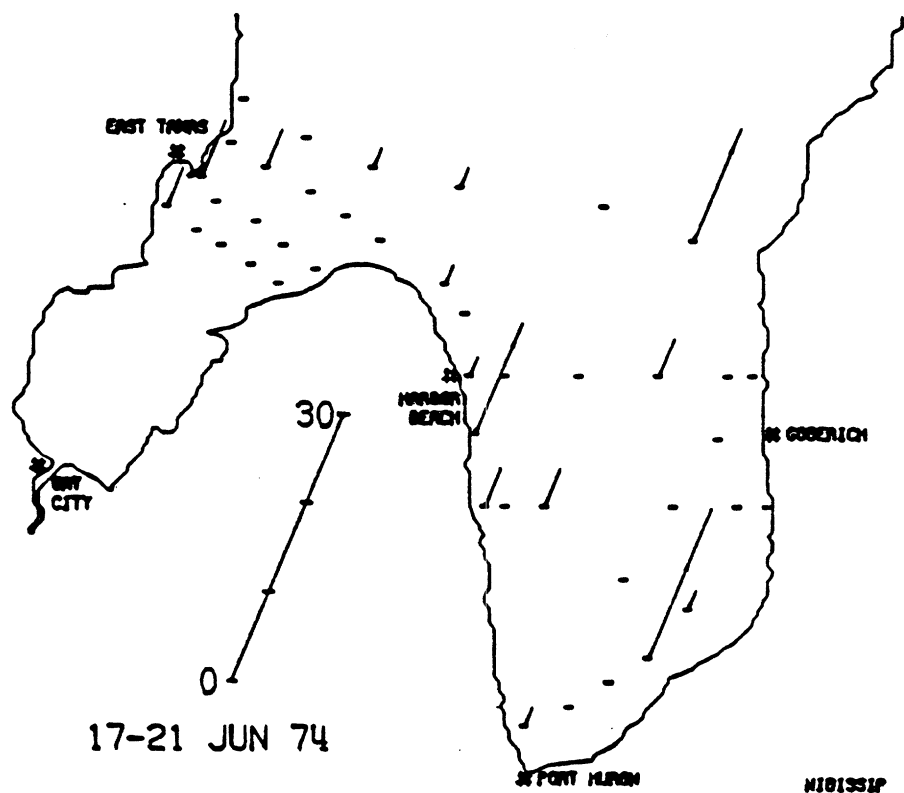 EAST TAWAS
30
HARBOR
BEACH
GODERICH
BAY
CITY
0
17-21 JUN 74
PORT HURON